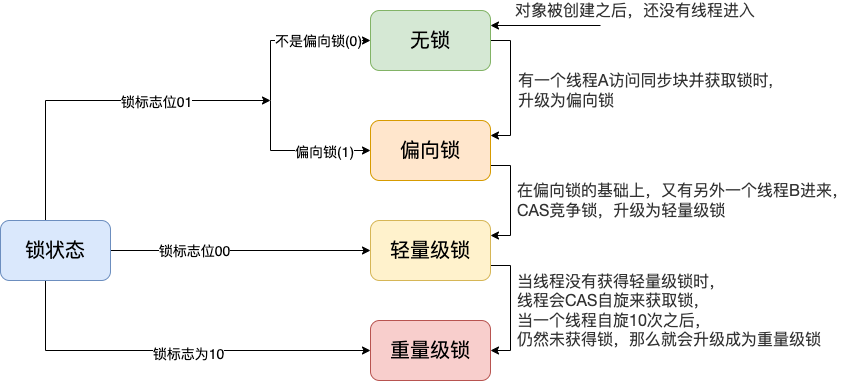 对象被创建之后，还没有线程进入
不是偏向锁(0)
无锁
有一个线程A访问同步块并获取锁时，
升级为偏向锁
锁标志位01
偏向锁(1)
偏向锁
在偏向锁的基础上，又有另外一个线程B进来，
CAS竞争锁，升级为轻量级锁
锁状态
锁标志位00
轻量级锁
当线程没有获得轻量级锁时，
线程会CAS自旋来获取锁，
当一个线程自旋10次之后，
仍然未获得锁，那么就会升级成为重量级锁
锁标志为10
重量级锁